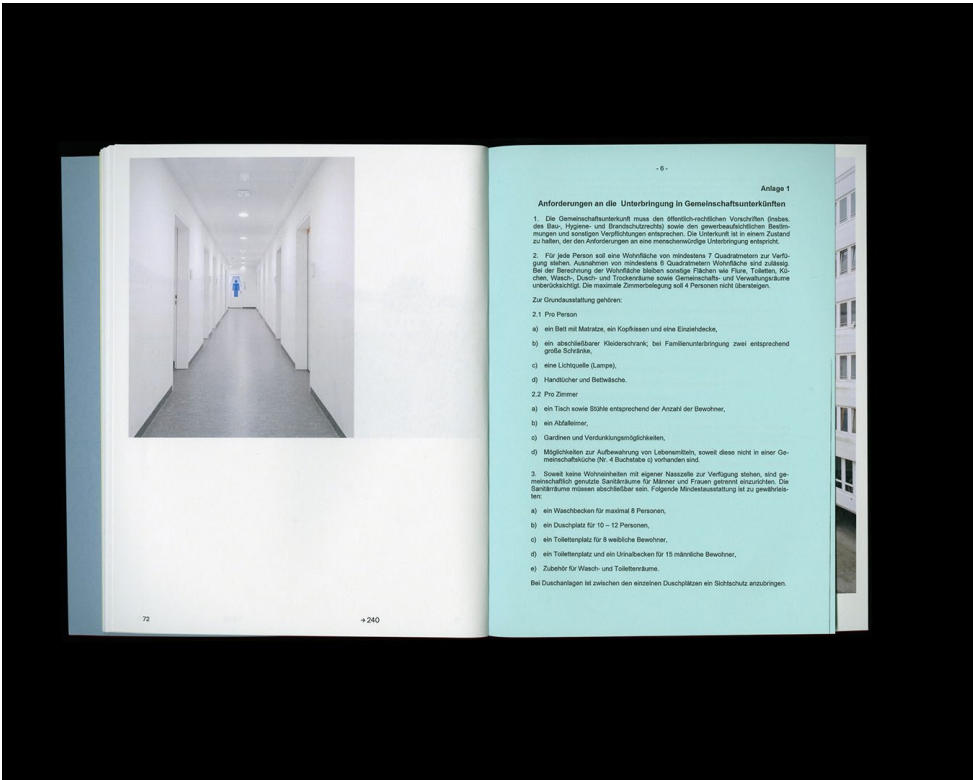 72
→ 240
- 6 -
Anlage 1
Anforderungen an die Unterbringung in Gemeinschaftsunterkünften
1. Die Gemeinschaftsunterkunft muss den öffentlich-rechtlichen Vorschriften (insbes.
des Bau-, Hygiene- und Brandschutzrechts) sowie den gewerbeaufsichtlichen Bestim-
mungen und sonstigen Verpflichtungen entsprechen. Die Unterkunft ist in einem Zustand
zu halten, der den Anforderungen an eine menschenwürdige Unterbringung entspricht.
2. Für jede Person soll eine Wohnfläche von mindestens 7 Quadratmetern zur Verfü-
gung stehen. Ausnahmen von mindestens 6 Quadratmetern Wohnfläche sind zulässig.
Bei der Berechnung der Wohnfläche bleiben sonstige Flächen wie Flure, Toiletten, Kü-
chen, Wasch-, Dusch- und Trockenräume sowie Gemeinschafts- und Verwaltungsräume
unberücksichtigt. Die maximale Zimmerbelegung soll 4 Personen nicht übersteigen.
Zur Grundausstattung gehören:
2.1 Pro Person
a) ein Bett mit Matratze, ein Kopfkissen und eine Einziehdecke,
b) ein abschließbarer Kleiderschrank; bei Familienunterbringung zwei entsprechend
große Schränke,
c) eine Lichtquelle (Lampe),
d) Handtücher und Bettwäsche.
2.2 Pro Zimmer
a) ein Tisch sowie Stühle entsprechend der Anzahl der Bewohner,
b) ein Abfalleimer,
c) Gardinen und Verdunklungsmöglichkeiten,
d) Möglichkeiten zur Aufbewahrung von Lebensmitteln, soweit diese nicht in einer Ge-
meinschaftsküche (Nr. 4 Buchstabe c) vorhanden sind.
3. Soweit keine Wohneinheiten mit eigener Nasszelle zur Verfügung stehen, sind ge-
meinschaftlich genutzte Sanitärräume für Männer und Frauen getrennt einzurichten. Die
Sanitärräume müssen abschließbar sein. Folgende Mindestausstattung ist zu gewährleis-
ten:
a) ein Waschbecken für maximal 8 Personen,
b) ein Duschplatz für 10 – 12 Personen,
c) ein Toilettenplatz für 8 weibliche Bewohner,
d) ein Toilettenplatz und ein Urinalbecken für 15 männliche Bewohner,
e) Zubehör für Wasch- und Toilettenräume.
Bei Duschanlagen ist zwischen den einzelnen Duschplätzen ein Sichtschutz anzubringen.